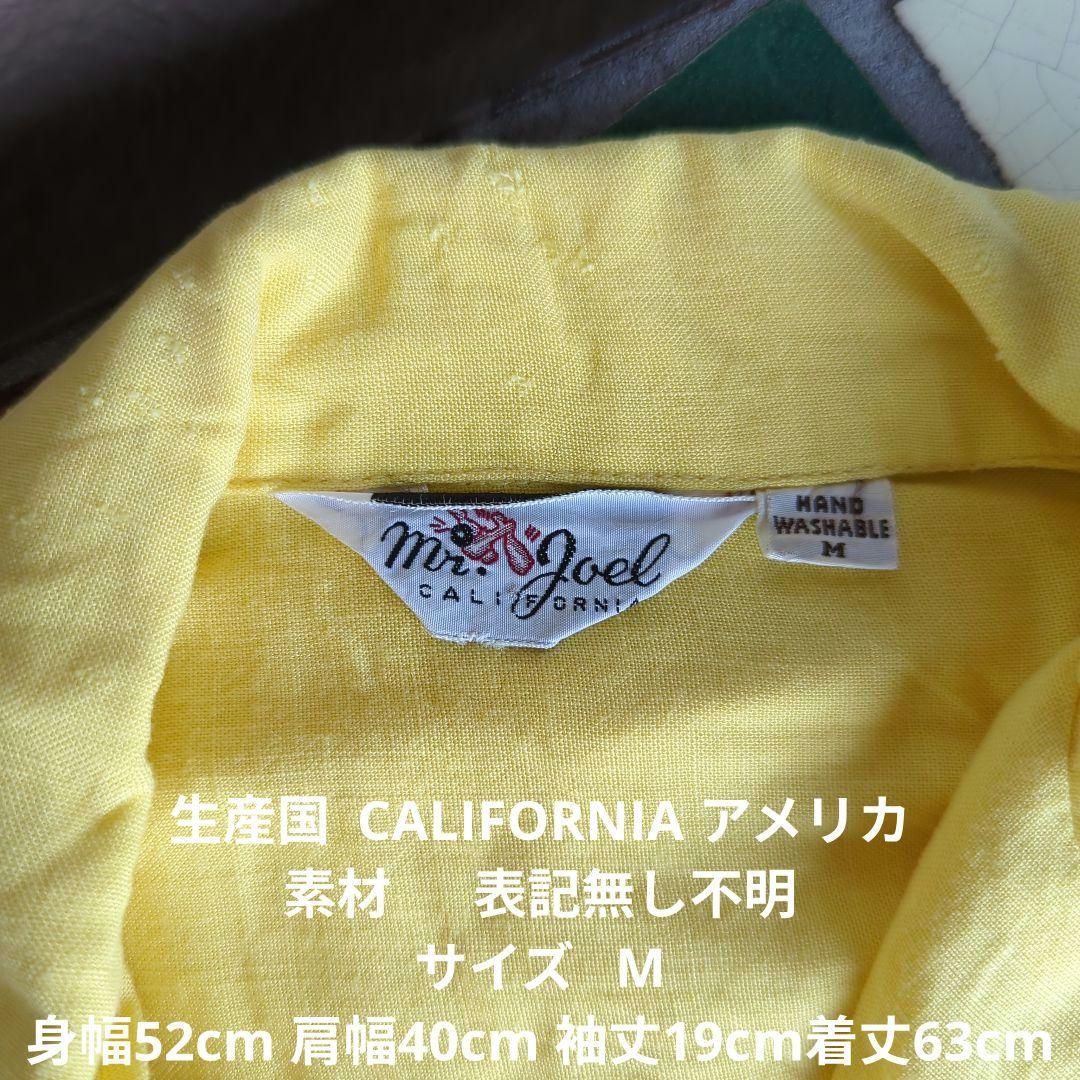 Mr. Joel
CALIFORNIA
HAND
WASHABLE
M
生産国 CALIFORNIA アメリカ
素材 表記無し不明
サイズ M
身幅52cm 肩幅40cm 袖丈19cm着丈63cm